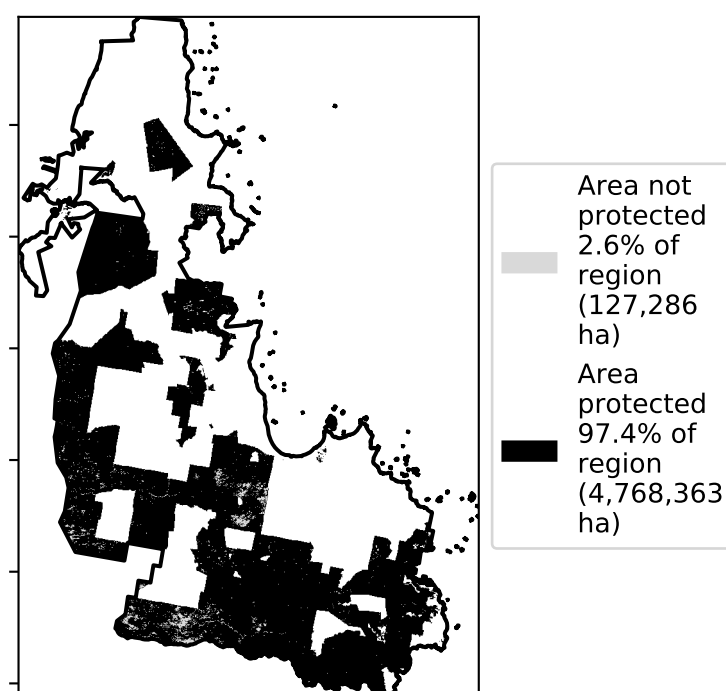 Area not
protected
2.6% of
region
(127,286
ha)
Area
protected
97.4% of
region
(4,768,363
ha)